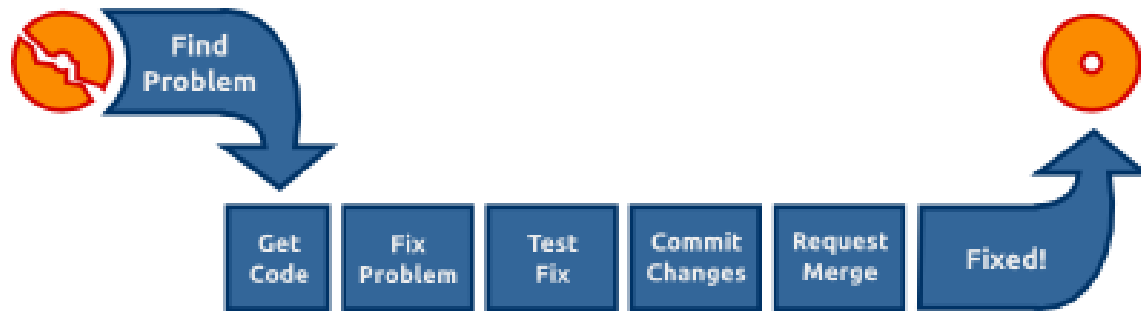 Find
Problem
Get
Code
Fix
Problem
Test
Fix
Commit
Changes
Request
Merge
Fixed!